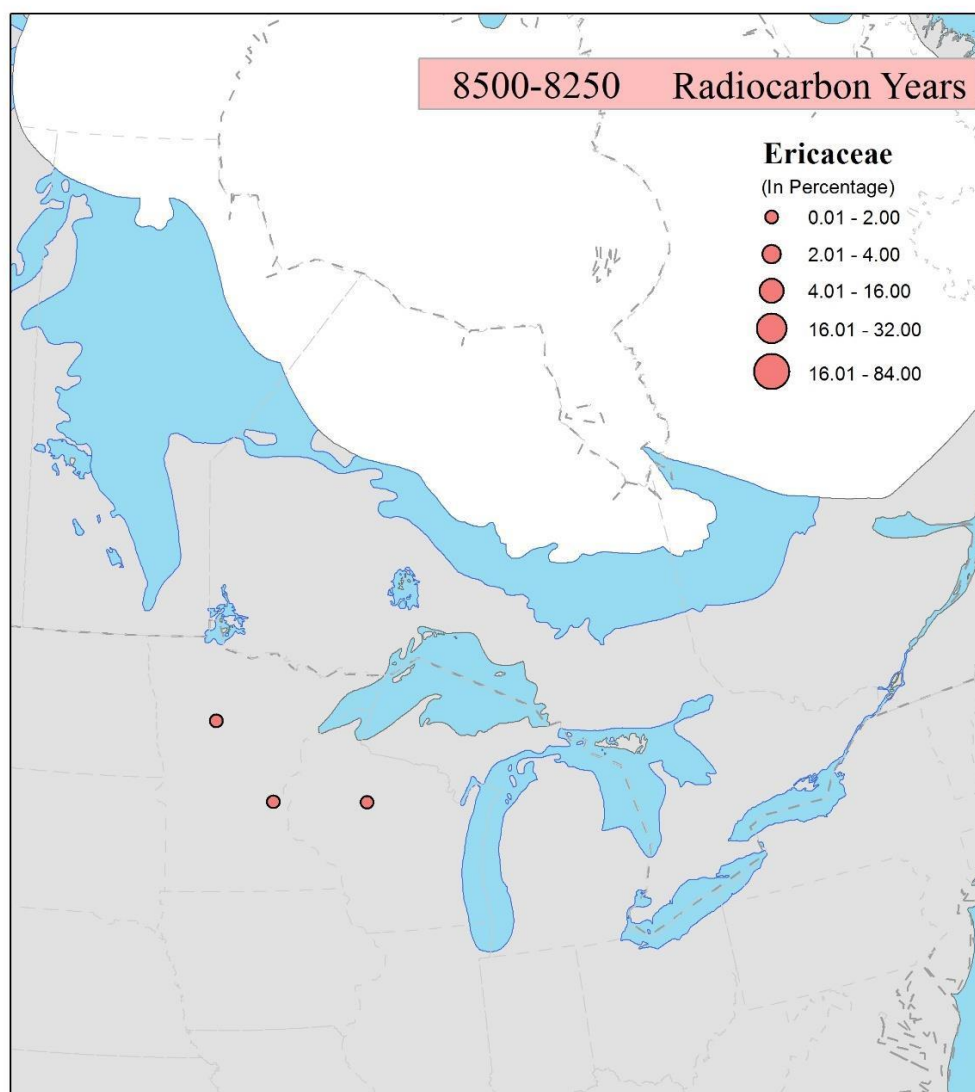 8500-8250 Radiocarbon Years
Ericaceae
(In Percentage)
0.01 - 2.00
2.01 - 4.00
4.01 - 16.00
16.01 - 32.00
16.01 - 84.00